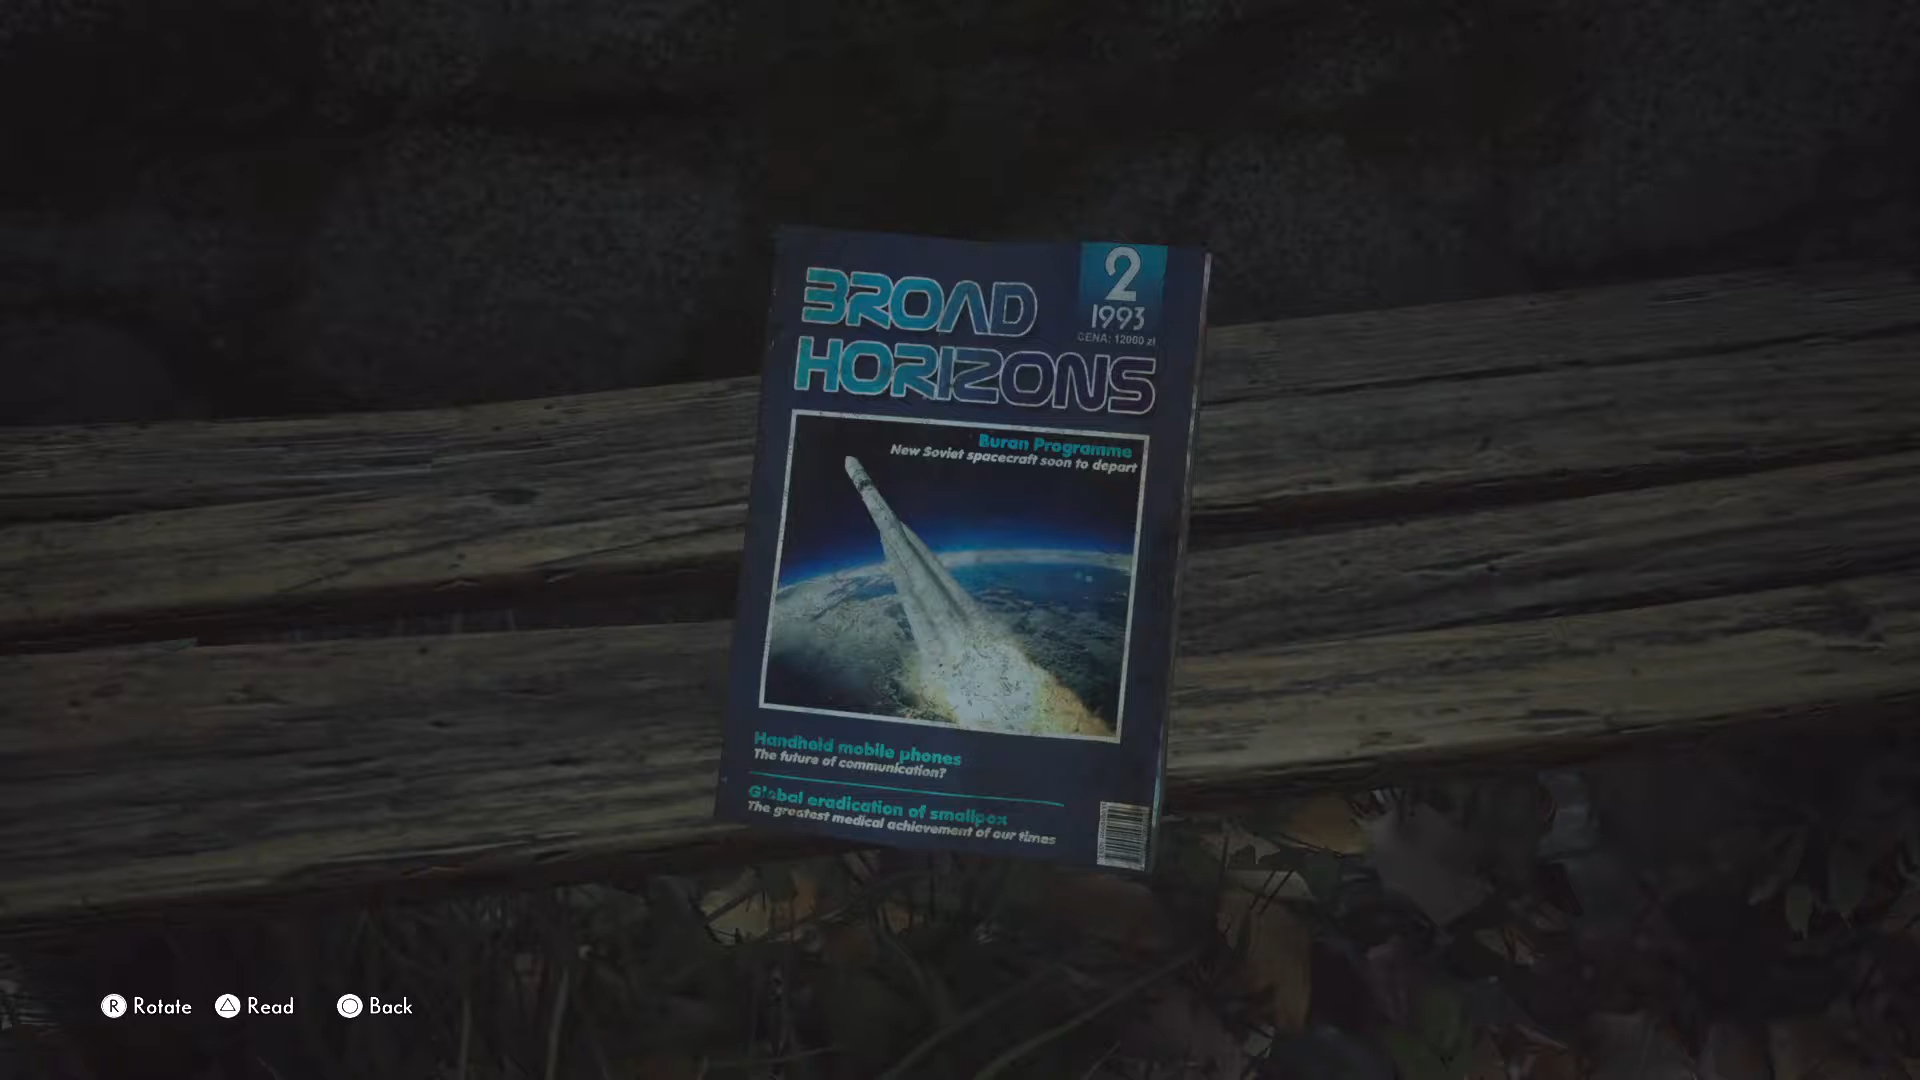 2
1993
CENA: 12000 zł
BROAD
HORIZONS
Buran Programme
New Soviet spacecraft soon to depart
Handheld mobile phones
The future of communication?
Global eradication of smallpox
The greatest medical achievement of our times
R Rotate
Read
Back